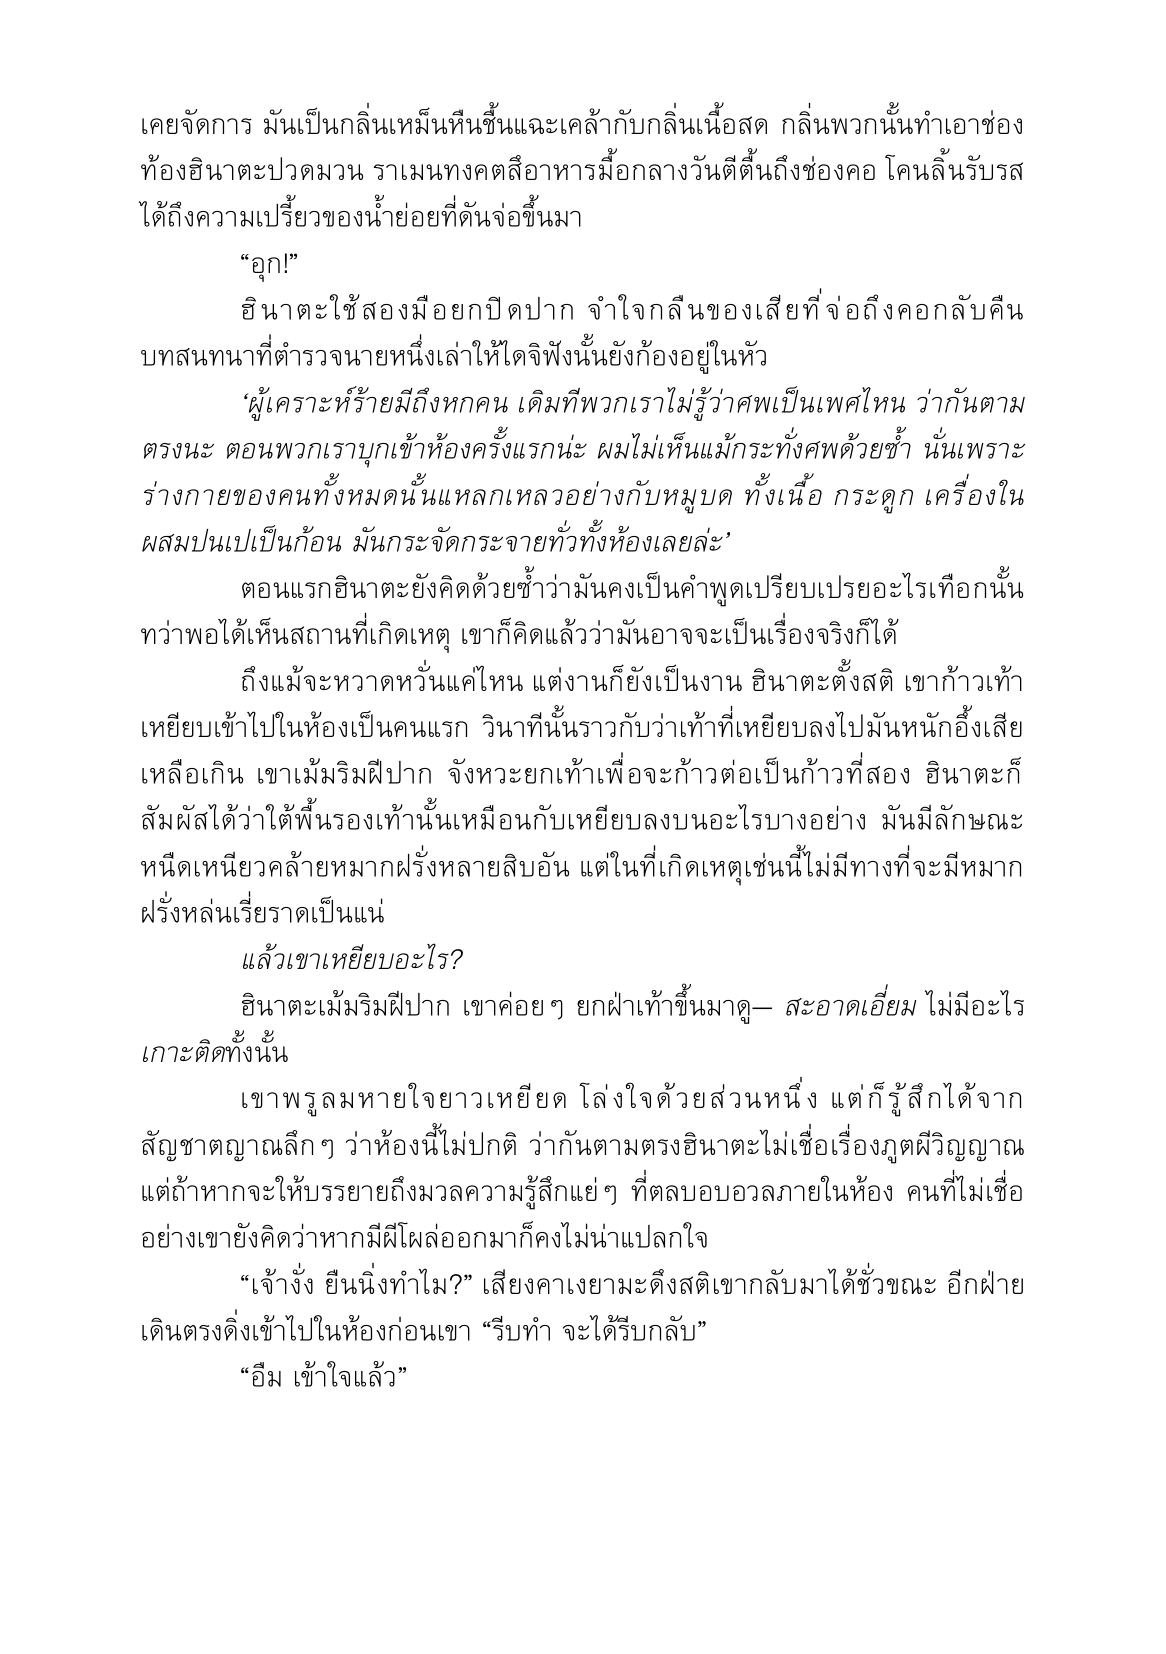 เคยจัดการ มันเป็นกลิ่นเหม็นหืนชื้นแฉะเคล้ากับกลิ่นเนื้อสด กลิ่นพวกนั้นทำเอาช่อง
ท้องฮินาตะปวดมวน ราเมนทงคตสึอาหารมื้อกลางวันตีตื้นถึงช่องคอ โคนลิ้นรับรส
ได้ถึงความเปรี้ยวของน้ำย่อยที่ดันจ่อขึ้นมา
“อุก!”
ฮินาตะใช้สองมือยกปิดปาก จำใจกลืนของเสียที่จ่อถึงคอกลับคืน
บทสนทนาที่ตำรวจนายหนึ่งเล่าให้ไดจิฟังนั้นยังก้องอยู่ในหัว
‘ผู้เคราะห์ร้ายมีถึงหกคน เดิมทีพวกเราไม่รู้ว่าศพเป็นเพศไหน ว่ากันตาม
ตรงนะ ตอนพวกเราบุกเข้าห้องครั้งแรกน่ะ ผมไม่เห็นแม้กระทั่งศพด้วยซ้ำ นั่นเพราะ
ร่างกายของคนทั้งหมดนั้นแหลกเหลวอย่างกับหมูบด ทั้งเนื้อ กระดูก เครื่องใน
ผสมปนเปเป็นก้อน มันกระจัดกระจายทั่วทั้งห้องเลยล่ะ’
ตอนแรกฮินาตะยังคิดด้วยซ้ำว่ามันคงเป็นคำพูดเปรียบเปรยอะไรเทือกนั้น
ทว่าพอได้เห็นสถานที่เกิดเหตุ เขาก็คิดแล้วว่ามันอาจจะเป็นเรื่องจริงก็ได้
ถึงแม้จะหวาดหวั่นแค่ไหน แต่งานก็ยังเป็นงาน ฮินาตะตั้งสติ เขาก้าวเท้า
เหยียบเข้าไปในห้องเป็นคนแรก วินาทีนั้นราวกับว่าเท้าที่เหยียบลงไปมันหนักอึ้งเสีย
เหลือเกิน เขาเม้มริมฝีปาก จังหวะยกเท้าเพื่อจะก้าวต่อเป็นก้าวที่สอง ฮินาตะก็
สัมผัสได้ว่าใต้พื้นรองเท้านั้นเหมือนกับเหยียบลงบนอะไรบางอย่าง มันมีลักษณะ
หนืดเหนียวคล้ายหมากฝรั่งหลายสิบอัน แต่ในที่เกิดเหตุเช่นนี้ไม่มีทางที่จะมีหมาก
ฝรั่งหล่นเรี่ยราดเป็นแน่
แล้วเขาเหยียบอะไร?
ฮินาตะเม้มริมฝีปาก เขาค่อยๆ ยกฝ่าเท้าขึ้นมาดู— สะอาดเอี่ยม ไม่มีอะไร
เกาะติดทั้งนั้น
เขาพรูลมหายใจยาวเหยียด โล่งใจด้วยส่วนหนึ่ง แต่ก็รู้สึกได้จาก
สัญชาตญาณลึกๆ ว่าห้องนี้ไม่ปกติ ว่ากันตามตรงฮินาตะไม่เชื่อเรื่องภูตผีวิญญาณ
แต่ถ้าหากจะให้บรรยายถึงมวลความรู้สึกแย่ๆ ที่ตลบอบอวลภายในห้อง คนที่ไม่เชื่อ
อย่างเขายังคิดว่าหากมีผีโผล่ออกมาก็คงไม่น่าแปลกใจ
“เจ้างั่ง ยืนนิ่งทำไม?” เสียงคาเงยามะดึงสติเขากลับมาได้ชั่วขณะ อีกฝ่าย
เดินตรงดิ่งเข้าไปในห้องก่อนเขา “รีบทำ จะได้รีบกลับ”
“อืม เข้าใจแล้ว”